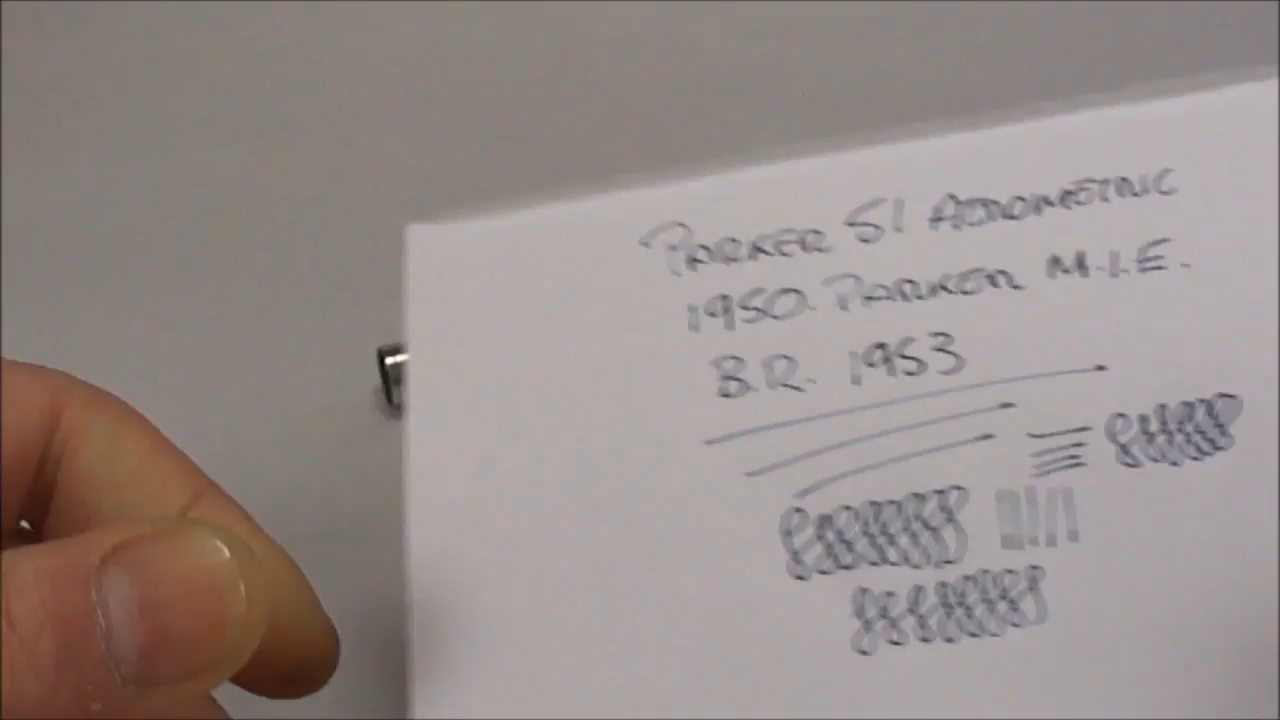 PARKER 51 AEROMETRIC
1950. PARKER M.I.E.
B.R. 1953